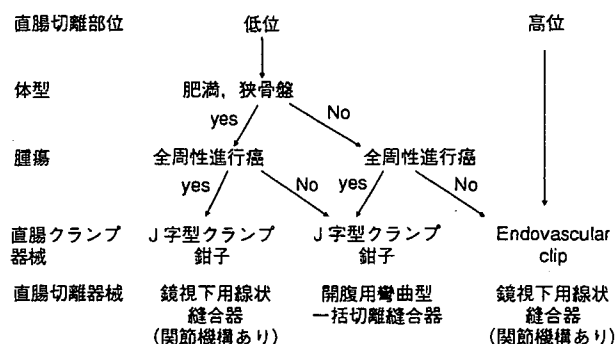 直腸切離部位 低位 高位
体型 肥満，狭骨盤
yes No
腫瘍 全周性進行癌 全周性進行癌
yes No yes No
直腸クランプ器械 J字型クランプ鉗子 J字型クランプ鉗子 Endovascular clip
直腸切離器械 鏡視下用線状縫合器（関節機構あり） 開腹用彎曲型一括切離縫合器 鏡視下用線状縫合器（関節機構あり）